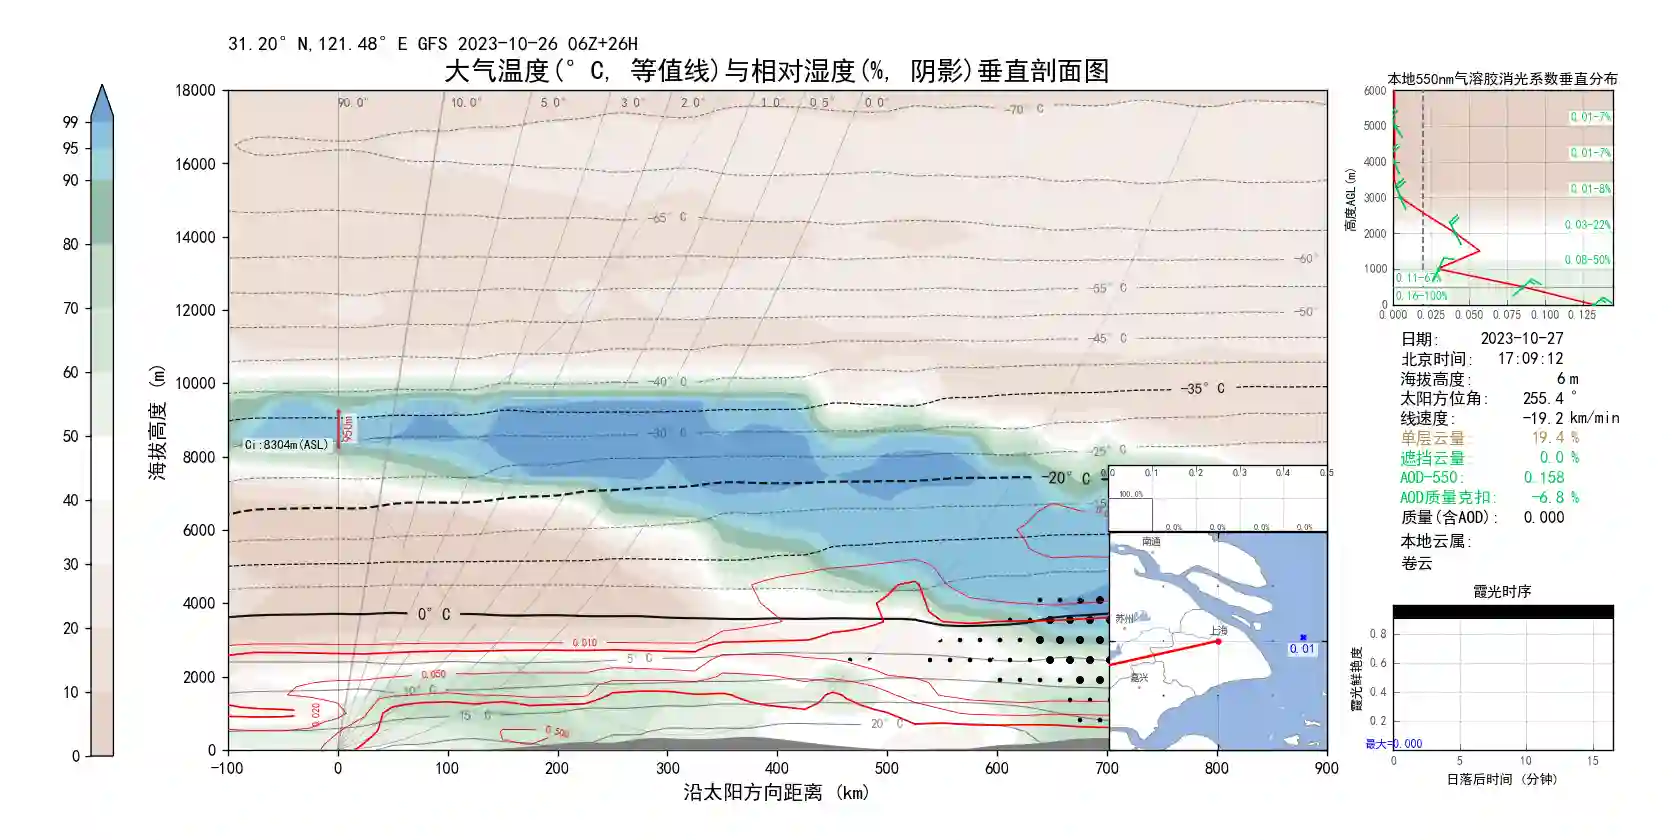 31.20° N,121.48° E GFS 2023-10-26 06Z+26H
大气温度(° C, 等值线)与相对湿度(%, 阴影)垂直剖面图
99
95
90
80
70
60
50
40
30
20
10
0
海拔高度 (m)
18000
16000
14000
12000
10000
8000
6000
4000
2000
0
90.0° 10.0° 5.0° 3.0° 2.0° 1.0° 0.5° 0.0°
-70° C
-65° C
-60°
-55° C
-50°
-45° C
-40° C
-35° C
-30° C
-25° C
-20° C
0° C
5° C
10° C
15 C
20° C
0.010
0.050
0.020
0.500
950m
Ci:8304m(ASL)
-100 0 100 200 300 400 500 600 700 800 900
沿太阳方向距离 (km)
0.0 0.1 0.2 0.3 0.4 0.5
100.0%
0.0% 0.0% 0.0% 0.0%
南通
苏州
上海
嘉兴
0.01
本地550nm气溶胶消光系数垂直分布
高度AGL(m)
6000
5000
4000
3000
2000
1000
0
0.01-7%
0.01-7%
0.01-8%
0.03-22%
0.08-50%
0.11-67%
0.16-100%
0.000 0.025 0.050 0.075 0.100 0.125
日期: 2023-10-27
北京时间: 17:09:12
海拔高度: 6 m
太阳方位角: 255.4 °
线速度: -19.2 km/min
单层云量: 19.4 %
遮挡云量: 0.0 %
AOD-550: 0.158
AOD质量克扣: -6.8 %
质量(含AOD): 0.000
本地云属:
卷云
霞光时序
霞光鲜艳度
0.8
0.6
0.4
0.2
最大=0.000
0 5 10 15
日落后时间 (分钟)